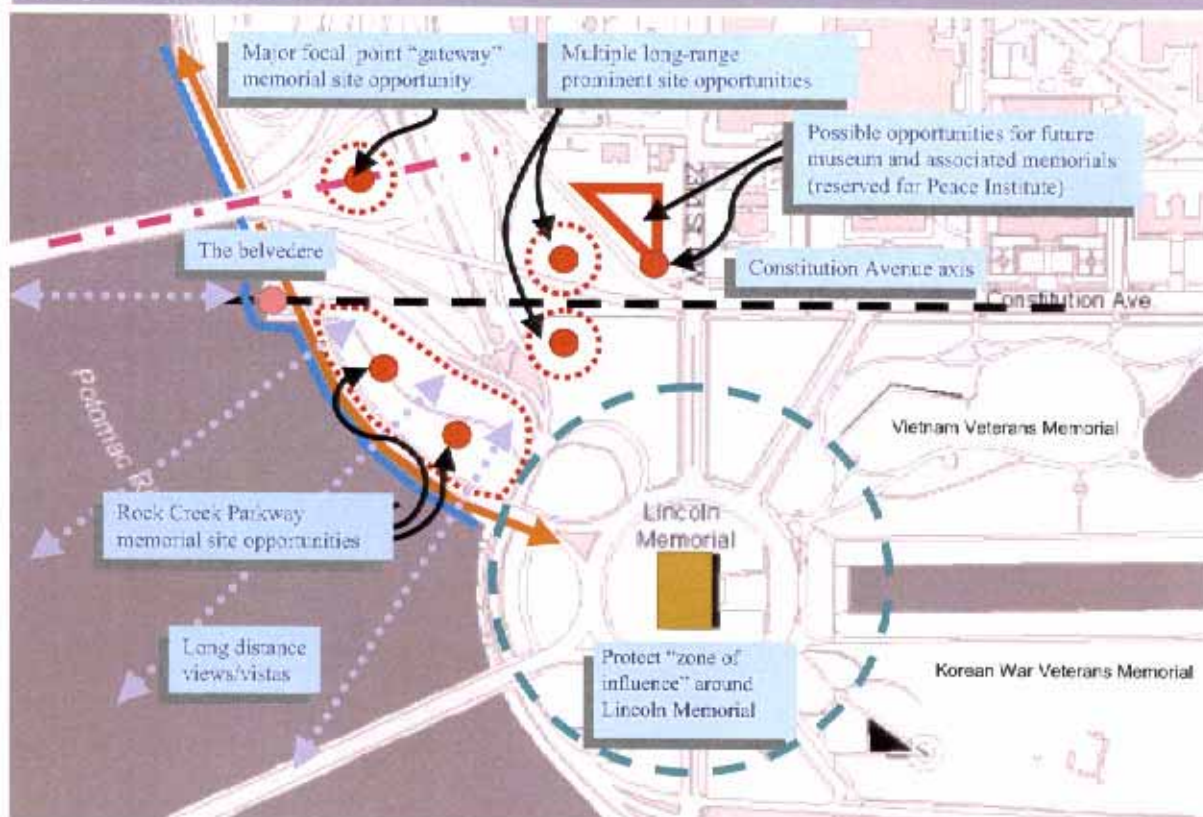 Major focal point “gateway”
memorial site opportunity
Multiple long-range
prominent site opportunities
Possible opportunities for future
museum and associated memorials
(reserved for Peace Institute)
23rd St
The belvedere
Constitution Avenue axis
Constitution Ave
Potomac
Vietnam Veterans Memorial
Rock Creek Parkway
memorial site opportunities
Lincoln
Memorial
Long distance
views/vistas
Protect “zone of
influence” around
Lincoln Memorial
Korean War Veterans Memorial